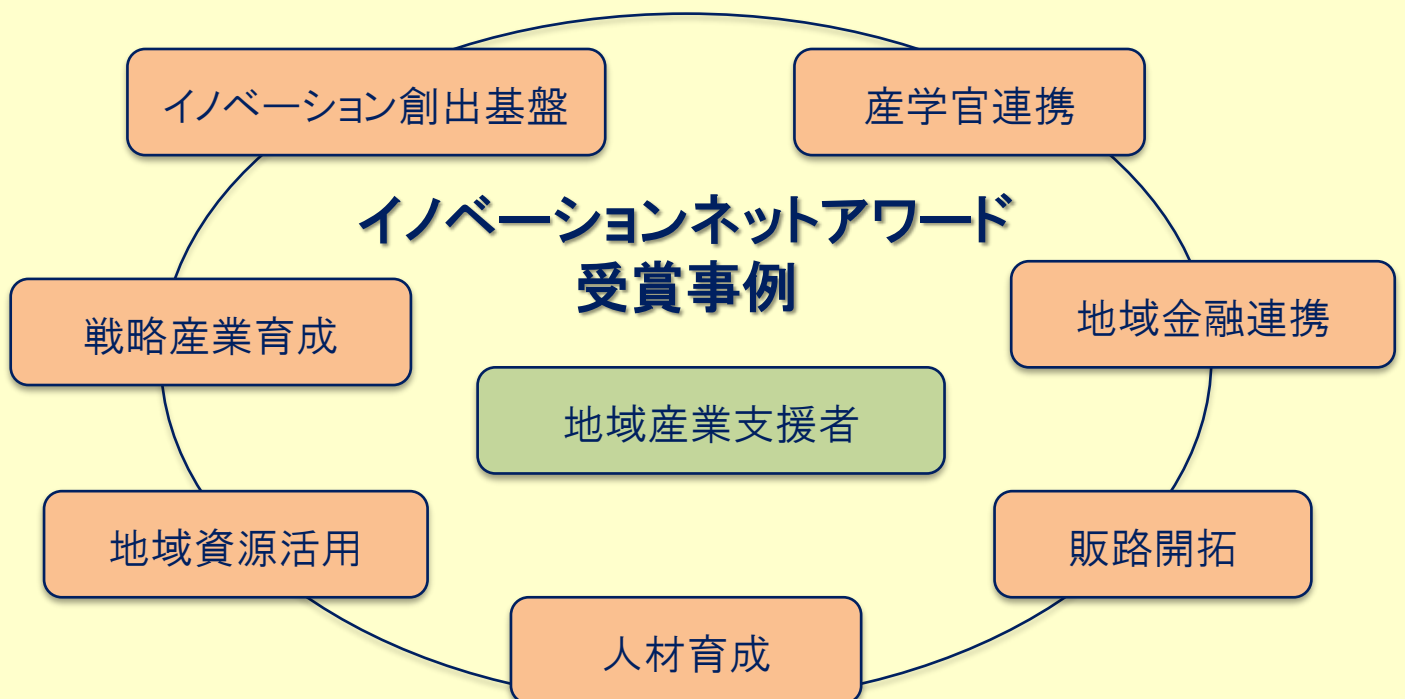 イノベーション創出基盤
産学官連携
イノベーションネットアワード
受賞事例
戦略産業育成
地域金融連携
地域産業支援者
地域資源活用
販路開拓
人材育成